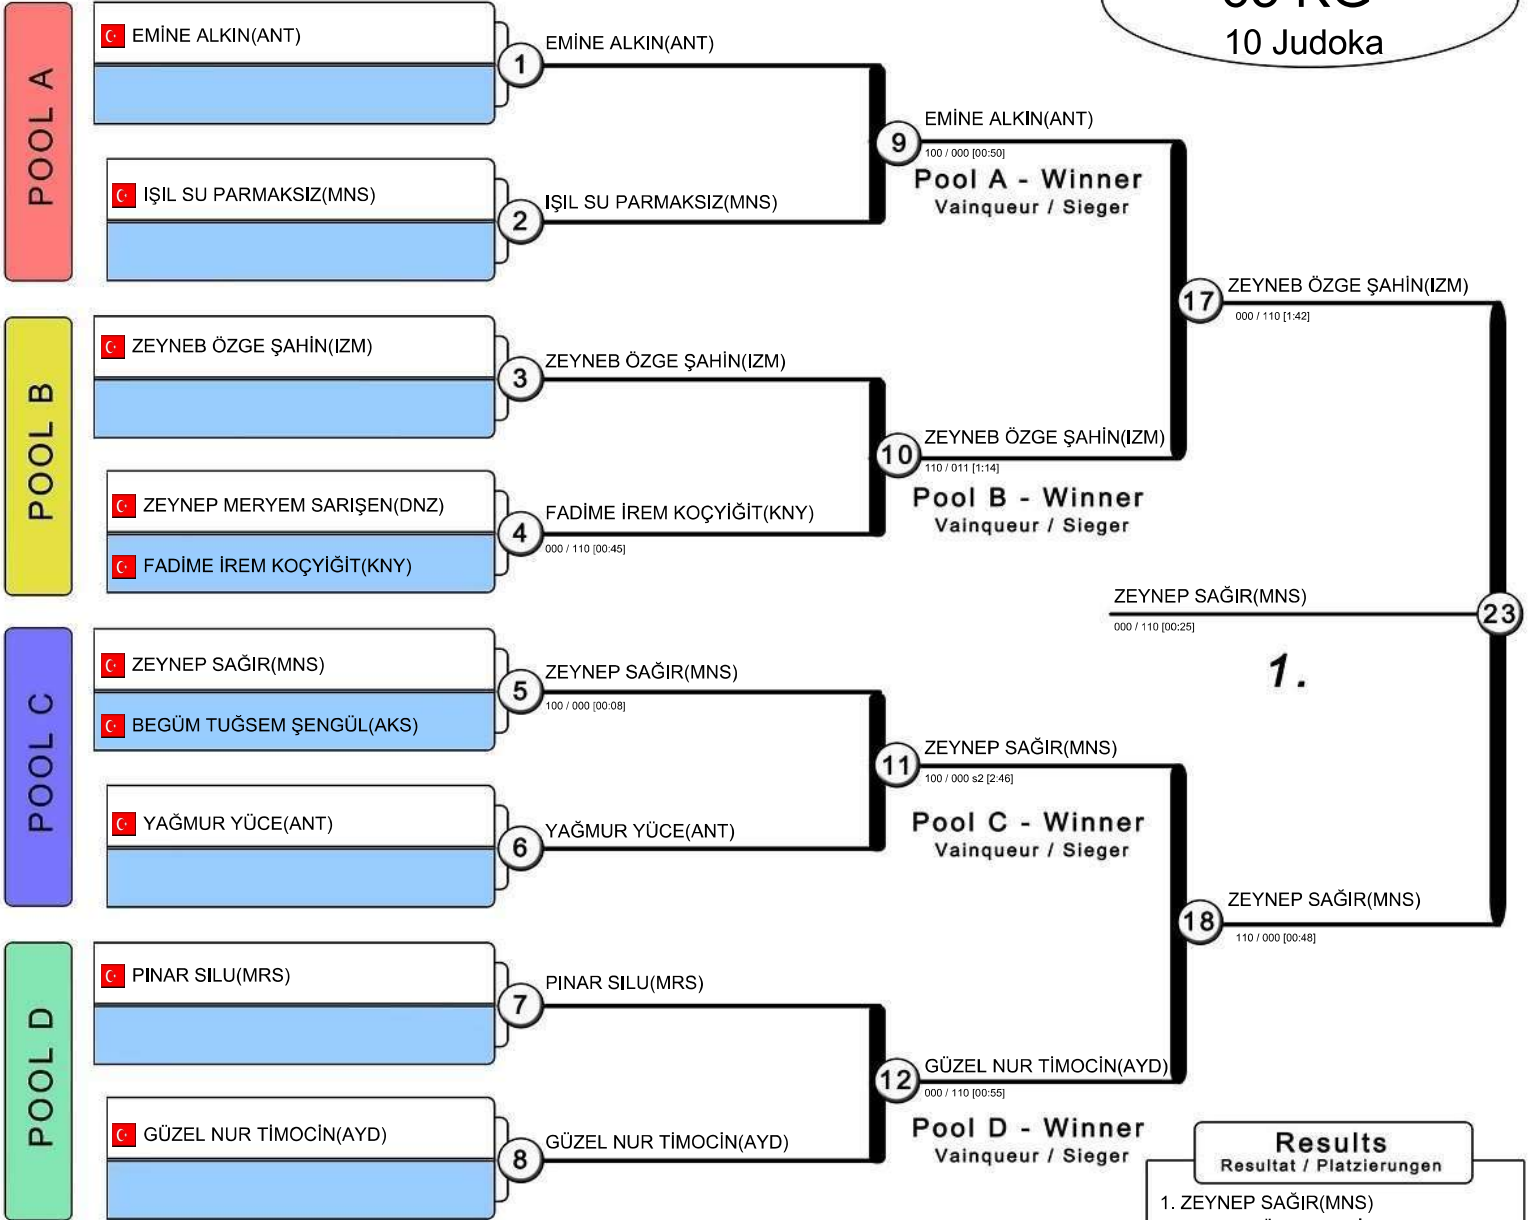 10 Judoka
POOL A
EMİNE ALKIN(ANT)
1
EMİNE ALKIN(ANT)
IŞIL SU PARMAKSIZ(MNS)
2
IŞIL SU PARMAKSIZ(MNS)
9
EMİNE ALKIN(ANT)
100 / 000 [00:50]
Pool A - Winner
Vainqueur / Sieger
POOL B
ZEYNEB ÖZGE ŞAHİN(IZM)
3
ZEYNEB ÖZGE ŞAHİN(IZM)
ZEYNEP MERYEM SARIŞEN(DNZ)
FADİME İREM KOÇYİĞİT(KNY)
4
FADİME İREM KOÇYİĞİT(KNY)
000 / 110 [00:45]
10
ZEYNEB ÖZGE ŞAHİN(IZM)
110 / 011 [1:14]
Pool B - Winner
Vainqueur / Sieger
17
ZEYNEB ÖZGE ŞAHİN(IZM)
000 / 110 [1:42]
POOL C
ZEYNEP SAĞIR(MNS)
BEGÜM TUĞSEM ŞENGÜL(AKS)
5
ZEYNEP SAĞIR(MNS)
100 / 000 [00:08]
YAĞMUR YÜCE(ANT)
6
YAĞMUR YÜCE(ANT)
11
ZEYNEP SAĞIR(MNS)
100 / 000 s2 [2:46]
Pool C - Winner
Vainqueur / Sieger
POOL D
PINAR SILU(MRS)
7
PINAR SILU(MRS)
GÜZEL NUR TİMOCİN(AYD)
8
GÜZEL NUR TİMOCİN(AYD)
12
GÜZEL NUR TİMOCİN(AYD)
000 / 110 [00:55]
Pool D - Winner
Vainqueur / Sieger
18
ZEYNEP SAĞIR(MNS)
110 / 000 [00:48]
23
ZEYNEP SAĞIR(MNS)
000 / 110 [00:25]
1.
Results
Resultat / Platzierungen
1. ZEYNEP SAĞIR(MNS)